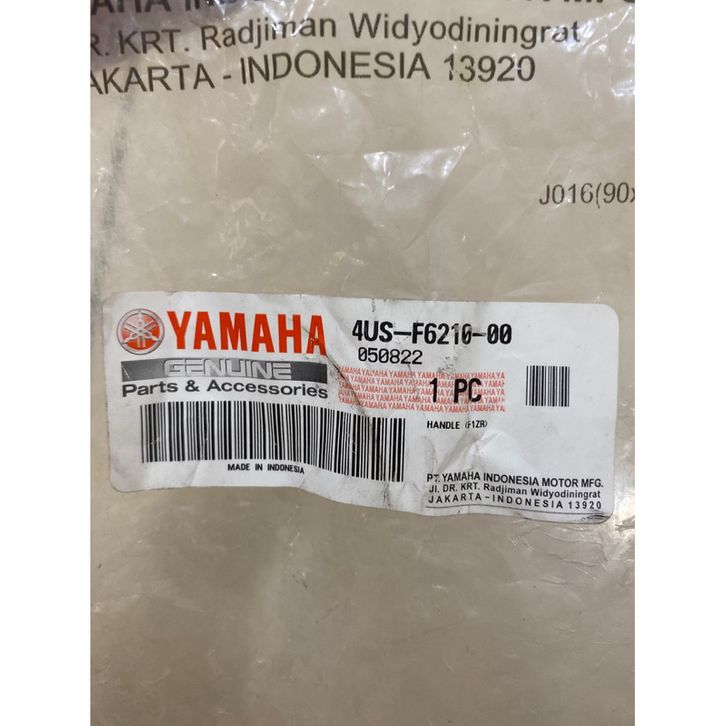 DR. KRT. Radjiman Widyodiningrat
JAKARTA - INDONESIA 13920
J016(90x
YAMAHA
GENUINE
Parts & Accessories
4US-F6210-00
050822
1 PC
HANDLE (F1ZR)
MADE IN INDONESIA
PT. YAMAHA INDONESIA MOTOR MFG.
Jl. DR. KRT. Radjiman Widyodiningrat
JAKARTA - INDONESIA 13920